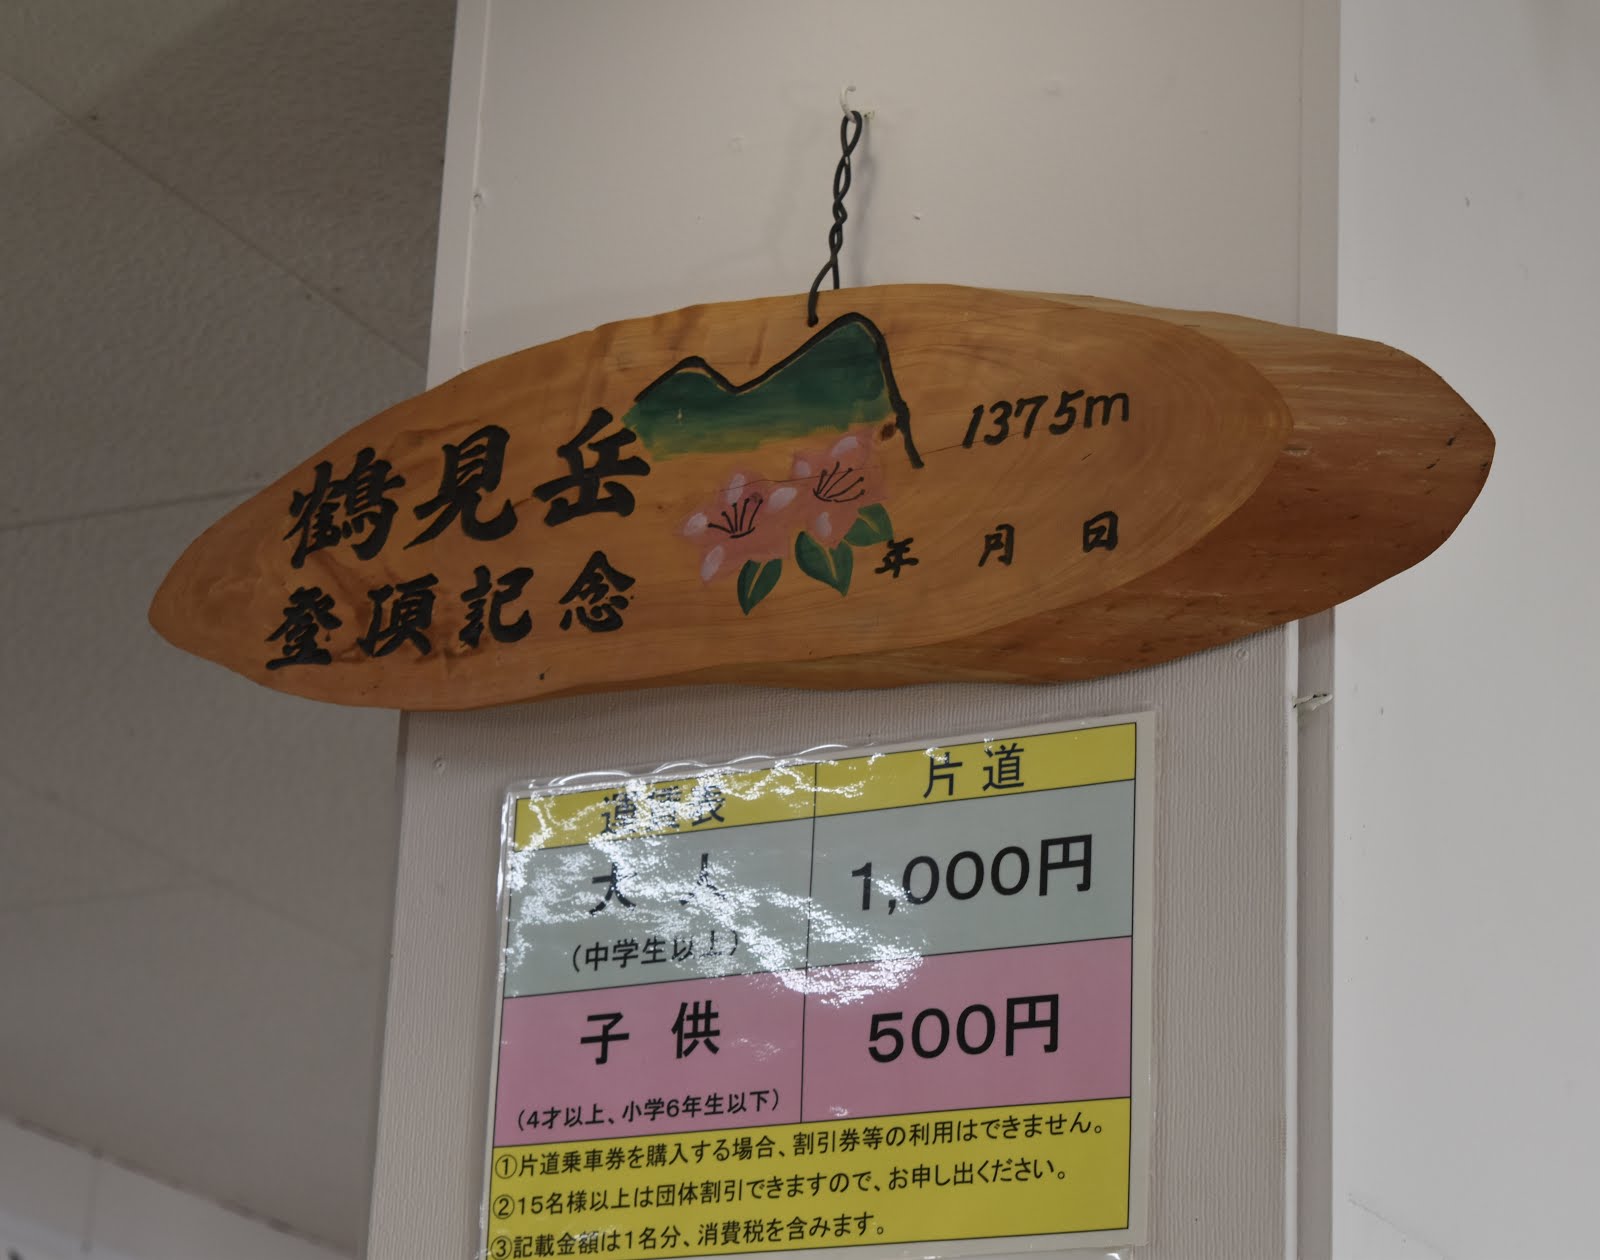 鶴見岳
1375m
登頂記念
年 月 日
運賃表
片道
大人
1,000円
(中学生以上)
子供
500円
(4才以上、小学6年生以下)
①片道乗車券を購入する場合、割引券等の利用はできません。
②15名様以上は団体割引できますので、お申し出ください。
③記載金額は1名分、消費税を含みます。